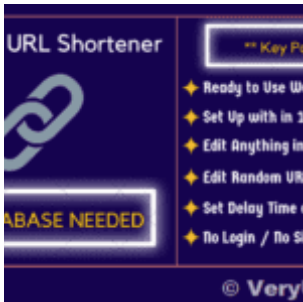 URL Shortener
ABASE NEEDED
** Key Po
Ready to Use W
Set Up with in 1
Edit Anything in
Edit Random UR
Set Delay Time
No Login / No S
© Very